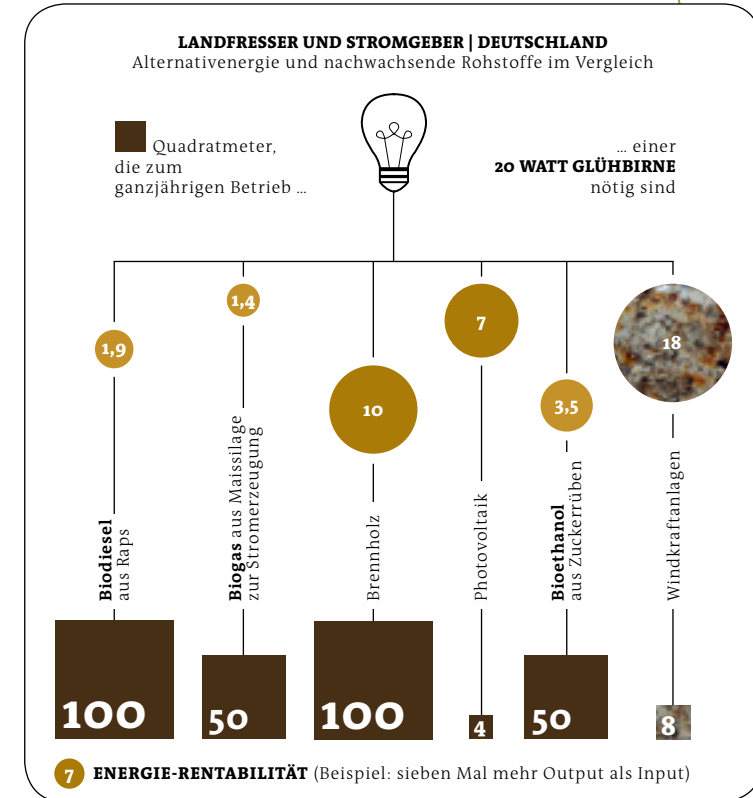 LANDFRESSER UND STROMGEBER | DEUTSCHLAND
Alternativenergie und nachwachsende Rohstoffe im Vergleich
Quadratmeter,
die zum
ganzjährigen Betrieb ...
... einer
20 WATT GLÜHBIRNE
nötig sind
1,9
1,4
10
7
3,5
18
Biodiesel
aus Raps
Biogas aus Maissilage
zur Stromerzeugung
Brennholz
Photovoltaik
Bioethanol
aus Zuckerrüben
Windkraftanlagen
100
50
100
4
50
8
7 ENERGIE-RENTABILITÄT (Beispiel: sieben Mal mehr Output als Input)